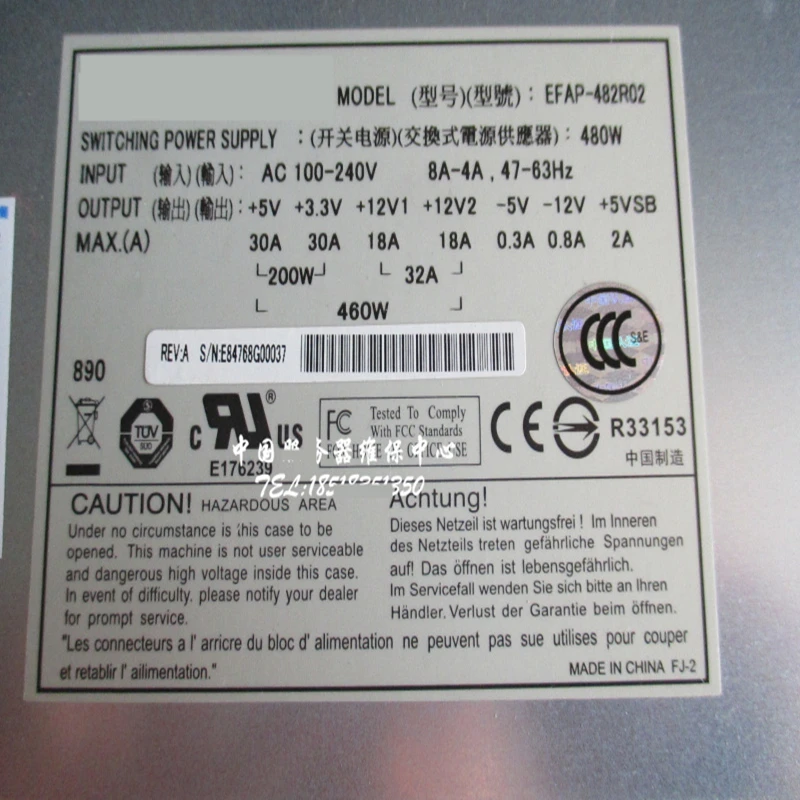 MODEL (型号)(型號): EFAP-482R02
SWITCHING POWER SUPPLY :(开关电源)(交換式電源供應器): 480W
INPUT (输入)(輸入): AC 100-240V 8A-4A , 47-63Hz
OUTPUT (输出)(輸出): +5V +3.3V +12V1 +12V2 -5V -12V +5VSB
MAX.(A) 30A 30A 18A 18A 0.3A 0.8A 2A
200W 32A
460W
REV:A S/N:E84768G00037
CCC S&E
890
TÜV SÜD
c RU ® US
E176239
FC Tested To Comply
With FCC Standards
CE
R33153
中国制造
中国服务器维保中心
CAUTION! HAZARDOUS AREA
Under no circumstance is this case to be
opened. This machine is not user serviceable
and dangerous high voltage inside this case.
In event of difficulty, please notify your dealer
for prompt service.
Achtung!
Dieses Netzeil ist wartungsfrei ! Im Inneren
des Netzteils treten gefährliche Spannungen
auf! Das öffnen ist lebensgefährlich.
Im Servicefall wenden Sie sich bitte an Ihren
Händler. Verlust der Garantie beim öffnen.
"Les connecteurs a l' arricre du bloc d' alimentation ne peuvent pas sue utilises pour couper
et retablir l' ailimentation."
MADE IN CHINA FJ-2